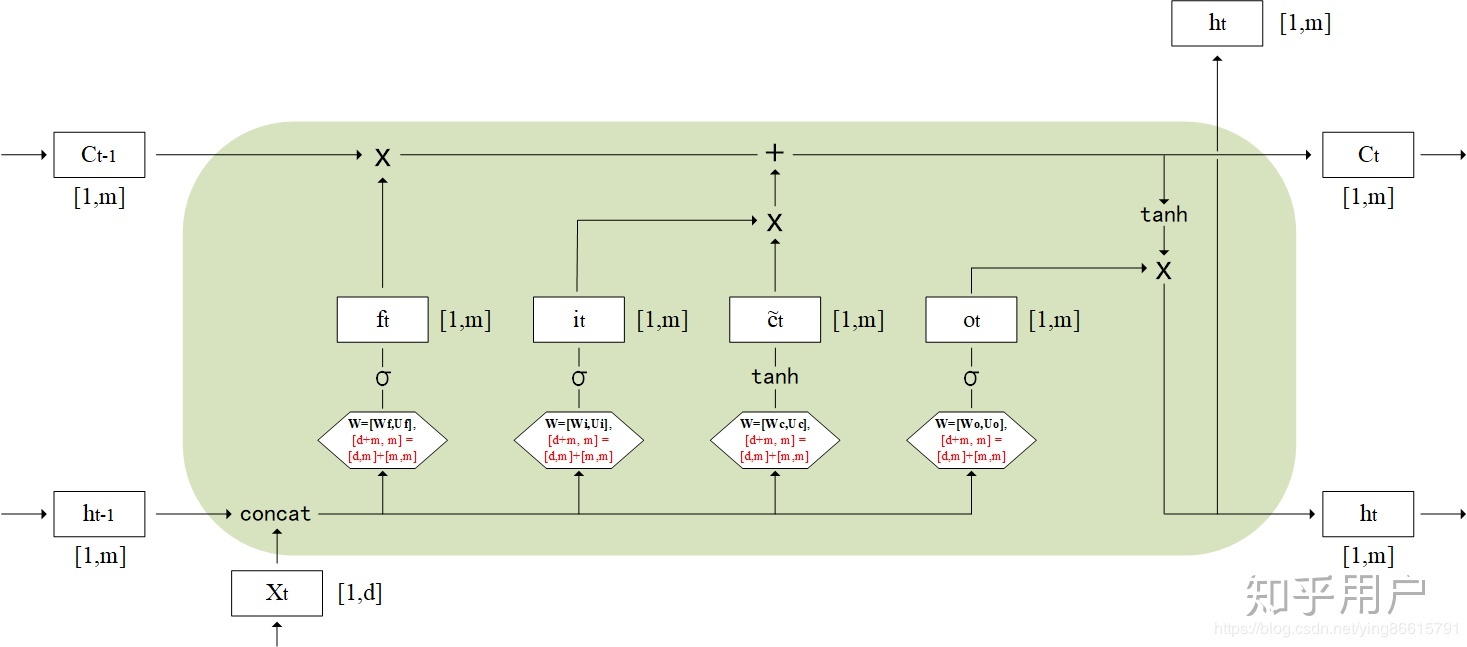 ht [1,m]
Ct-1 X + Ct
[1,m] [1,m]
tanh
X
X
ft [1,m] it [1,m] c̃t [1,m] ot [1,m]
σ σ tanh σ
W=[Wf,Uf], W=[Wi,Ui], W=[Wc,Uc], W=[Wo,Uo],
[d+m, m] = [d+m, m] = [d+m, m] = [d+m, m] =
[d,m]+[m,m] [d,m]+[m,m] [d,m]+[m,m] [d,m]+[m,m]
ht-1 concat ht
[1,m] [1,m]
Xt [1,d]
知乎用户
https://blog.csdn.net/ying86615791